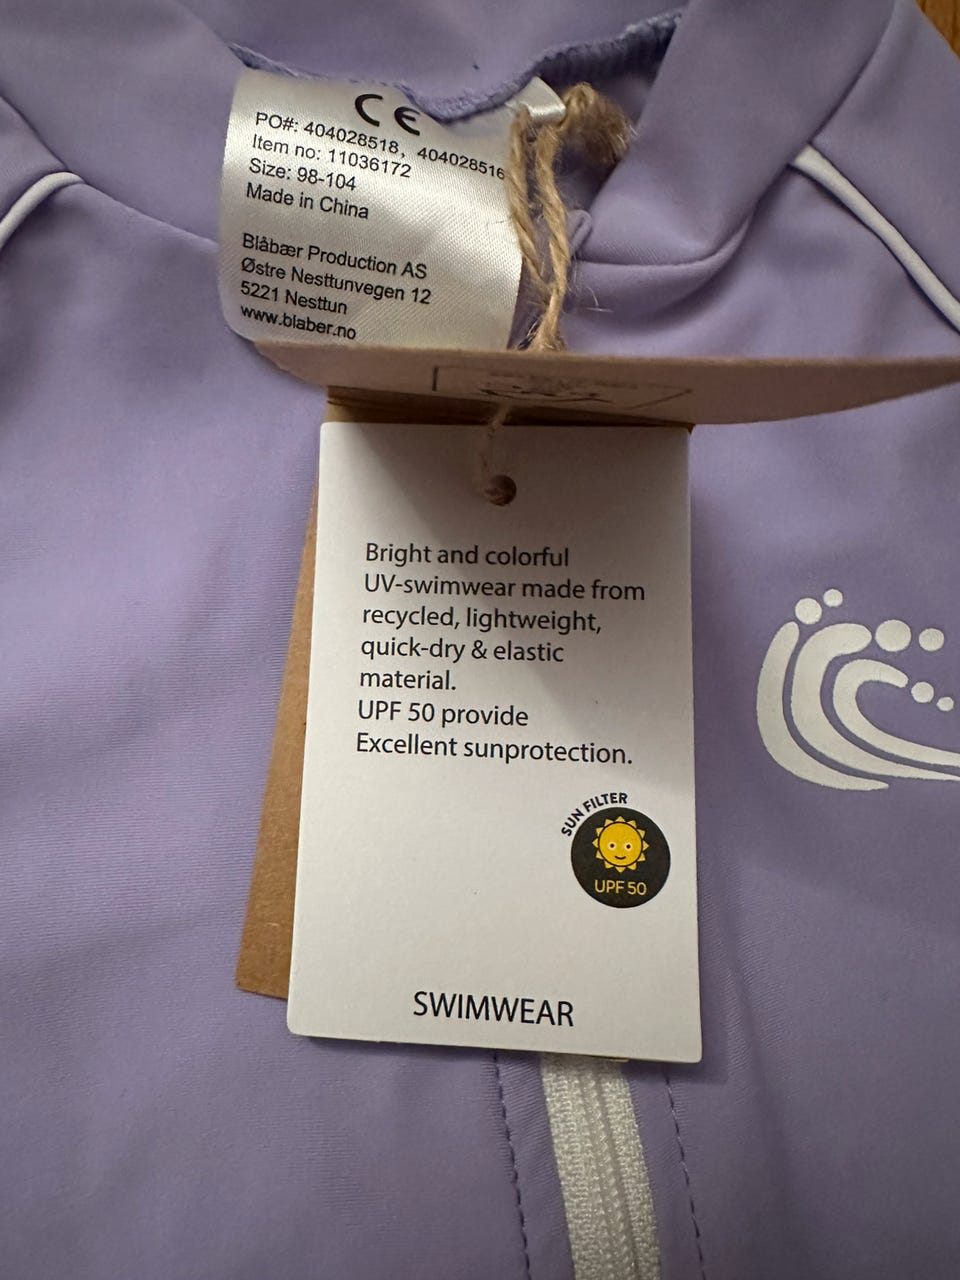 CE
PO#: 404028518, 404028516
Item no: 11036172
Size: 98-104
Made in China
Blåbær Production AS
Østre Nesttunvegen 12
5221 Nesttun
www.blaber.no
Bright and colorful
UV-swimwear made from
recycled, lightweight,
quick-dry & elastic
material.
UPF 50 provide
Excellent sunprotection.
SUN FILTER
UPF 50
SWIMWEAR